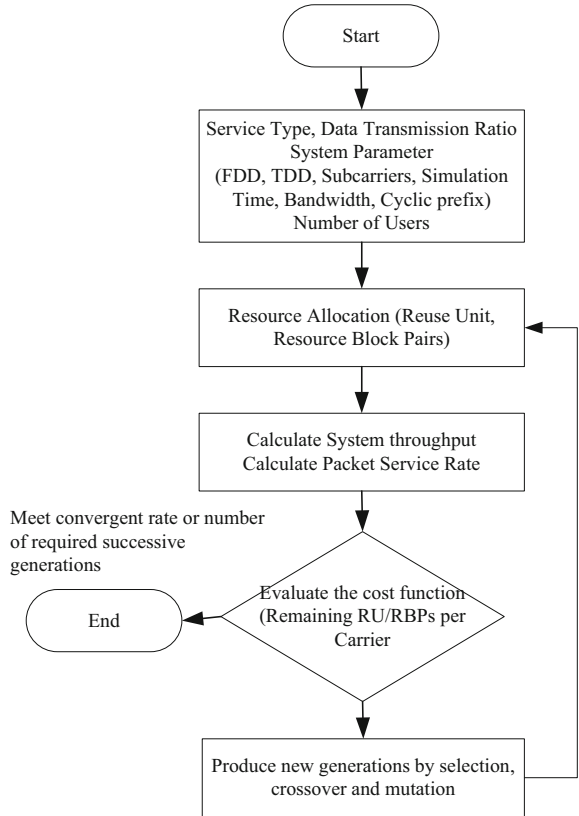 Start
Service Type, Data Transmission Ratio
System Parameter
(FDD, TDD, Subcarriers, Simulation
Time, Bandwidth, Cyclic prefix)
Number of Users
Resource Allocation (Reuse Unit,
Resource Block Pairs)
Calculate System throughput
Calculate Packet Service Rate
Meet convergent rate or number
of required successive
generations
End
Evaluate the cost function
(Remaining RU/RBPs per
Carrier
Produce new generations by selection,
crossover and mutation